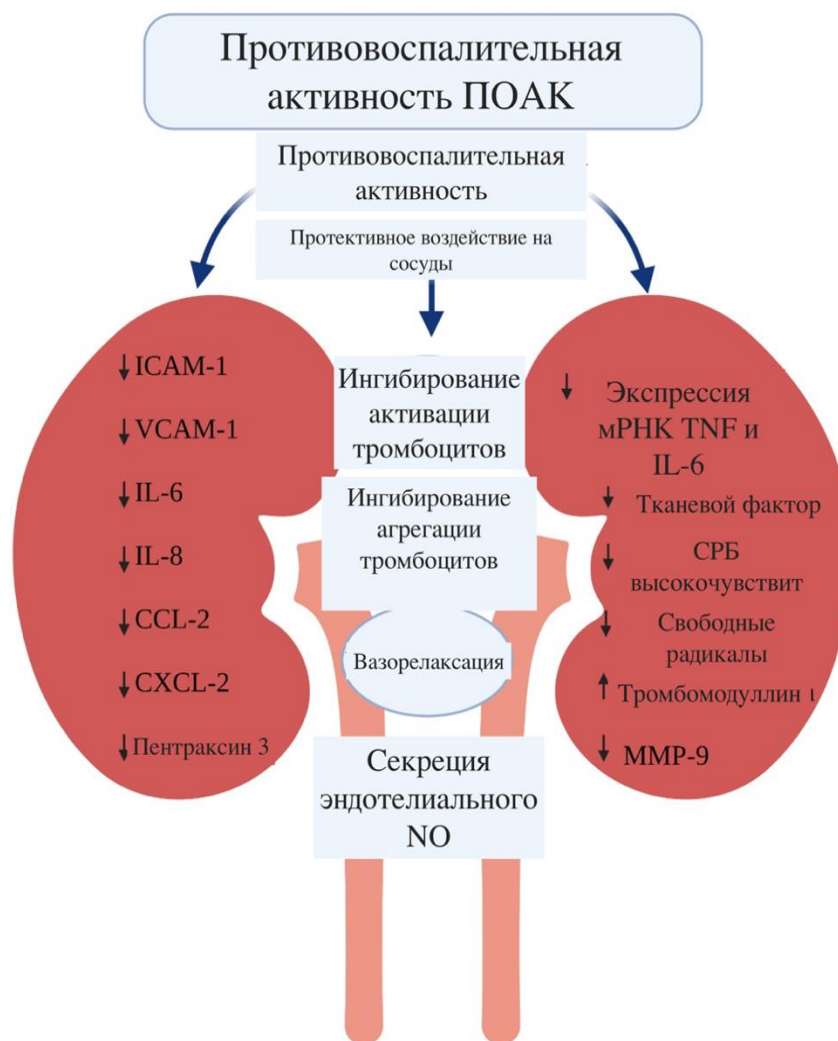 Противовоспалительная
активность ПОАК
Противовоспалительная
активность
Протективное воздействие на
сосуды
↓ ICAM-1
↓ VCAM-1
↓ IL-6
↓ IL-8
↓ CCL-2
↓ CXCL-2
↓ Пентраксин 3
Ингибирование
активации
тромбоцитов
Ингибирование
агрегации
тромбоцитов
Вазорелаксация
Секреция
эндотелиального
NO
↓ Экспрессия
мРНК TNF и
IL-6
↓ Тканевой фактор
↓ СРБ
высокочувствит
↓ Свободные
радикалы
↑ Тромбомодуллин
↓ MMP-9